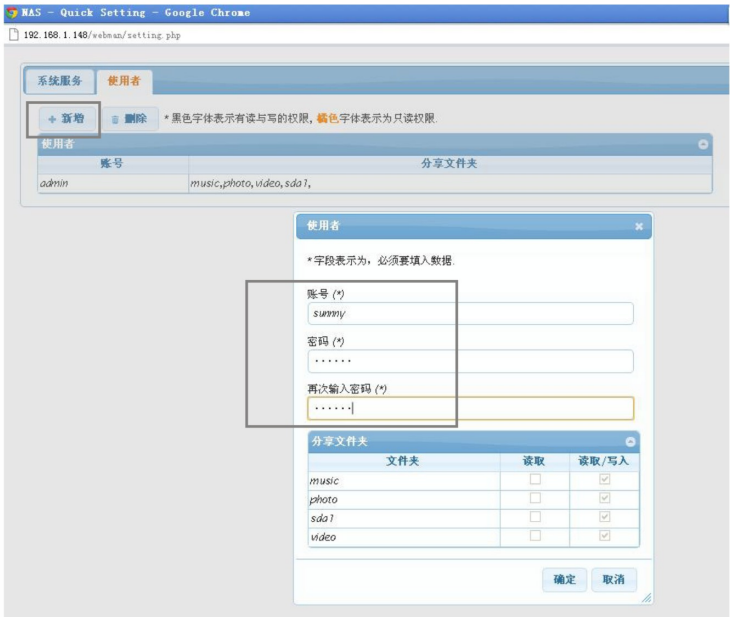 NAS - Quick Setting - Google Chrome
192.168.1.148/webman/setting.php
系统服务 使用者
+ 新增 删除 *黑色字体表示有读与写的权限, 橘色字体表示为只读权限.
使用者
账号 分享文件夹
admin music,photo,video,sda1,
使用者
*字段表示为，必须要填入数据.
账号 (*)
sunnny
密码 (*)
······
再次输入密码 (*)
······
分享文件夹
文件夹 读取 读取/写入
music
photo
sda1
video
确定 取消